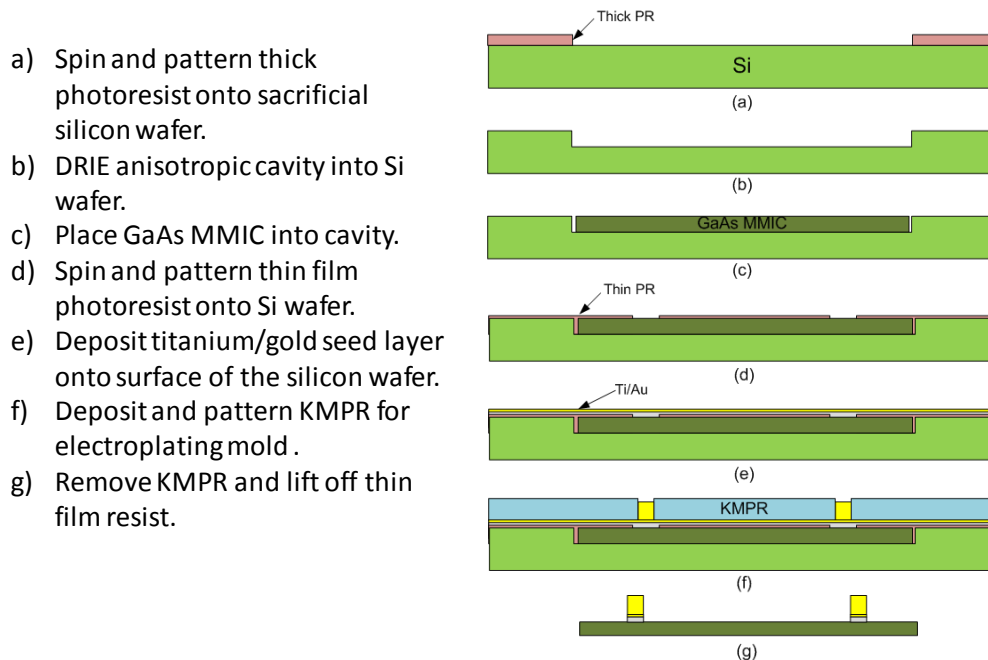 a) Spin and pattern thick
photoresist onto sacrificial
silicon wafer.
b) DRIE anisotropic cavity into Si
wafer.
c) Place GaAs MMIC into cavity.
d) Spin and pattern thin film
photoresist onto Si wafer.
e) Deposit titanium/gold seed layer
onto surface of the silicon wafer.
f) Deposit and pattern KMPR for
electroplating mold .
g) Remove KMPR and lift off thin
film resist.
Thick PR
Si
(a)
(b)
GaAs MMIC
(c)
Thin PR
(d)
Ti/Au
(e)
KMPR
(f)
(g)